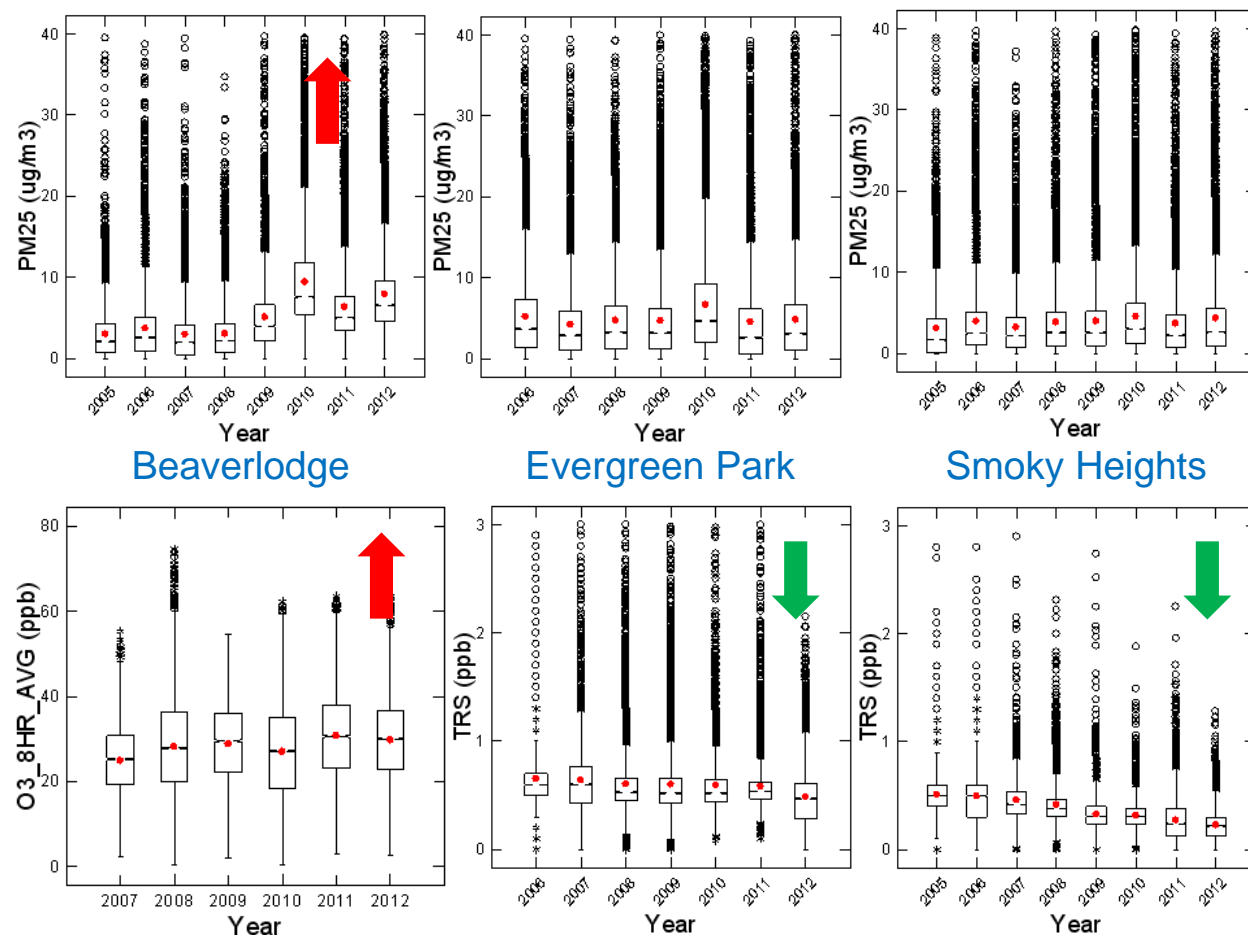 PM25 (ug/m3)
40
30
20
10
0
2005 2006 2007 2008 2009 2010 2011 2012
Year
PM25 (ug/m3)
40
30
20
10
0
2006 2007 2008 2009 2010 2011 2012
Year
PM25 (ug/m3)
40
30
20
10
0
2005 2006 2007 2008 2009 2010 2011 2012
Year
Beaverlodge
Evergreen Park
Smoky Heights
O3_8HR_AVG (ppb)
80
60
40
20
0
2007 2008 2009 2010 2011 2012
Year
TRS (ppb)
3
2
1
0
2006 2007 2008 2009 2010 2011 2012
Year
TRS (ppb)
3
2
1
0
2005 2006 2007 2008 2009 2010 2011 2012
Year